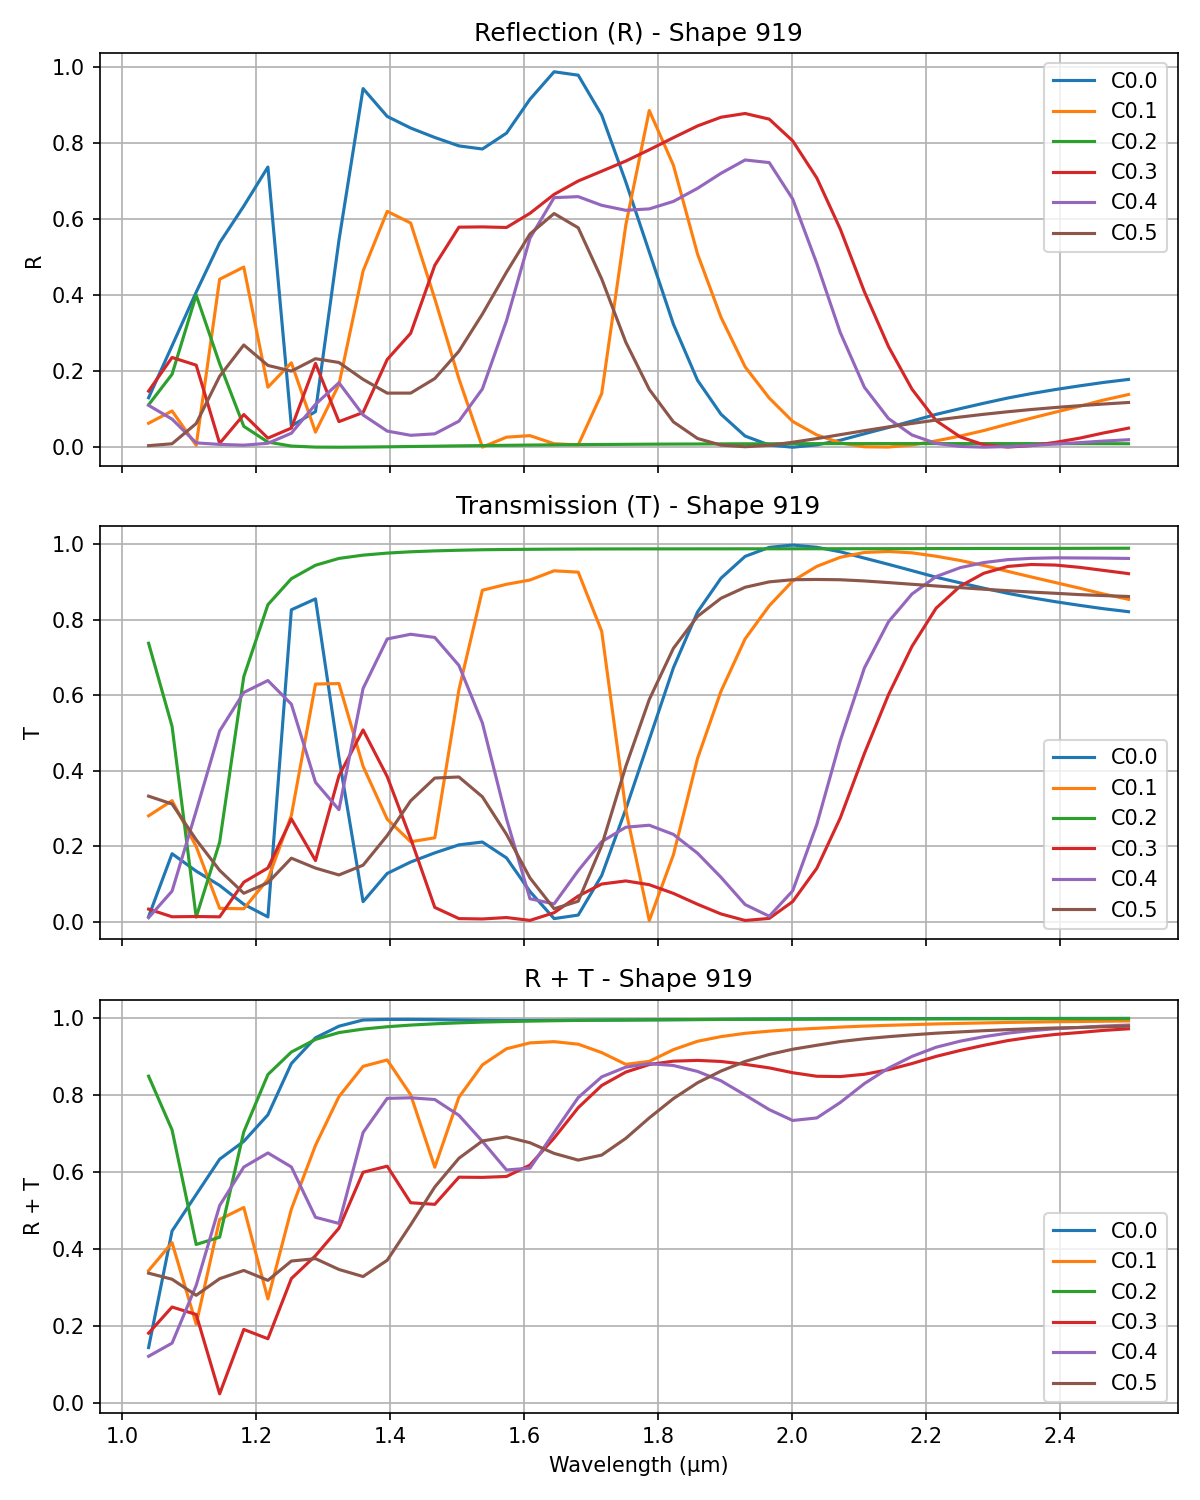 Reflection (R) - Shape 919
1.0
0.8
0.6
0.4
0.2
0.0
R
C0.0
C0.1
C0.2
C0.3
C0.4
C0.5
Transmission (T) - Shape 919
1.0
0.8
0.6
0.4
0.2
0.0
T
C0.0
C0.1
C0.2
C0.3
C0.4
C0.5
R + T - Shape 919
1.0
0.8
0.6
0.4
0.2
0.0
R + T
C0.0
C0.1
C0.2
C0.3
C0.4
C0.5
1.0 1.2 1.4 1.6 1.8 2.0 2.2 2.4
Wavelength (μm)